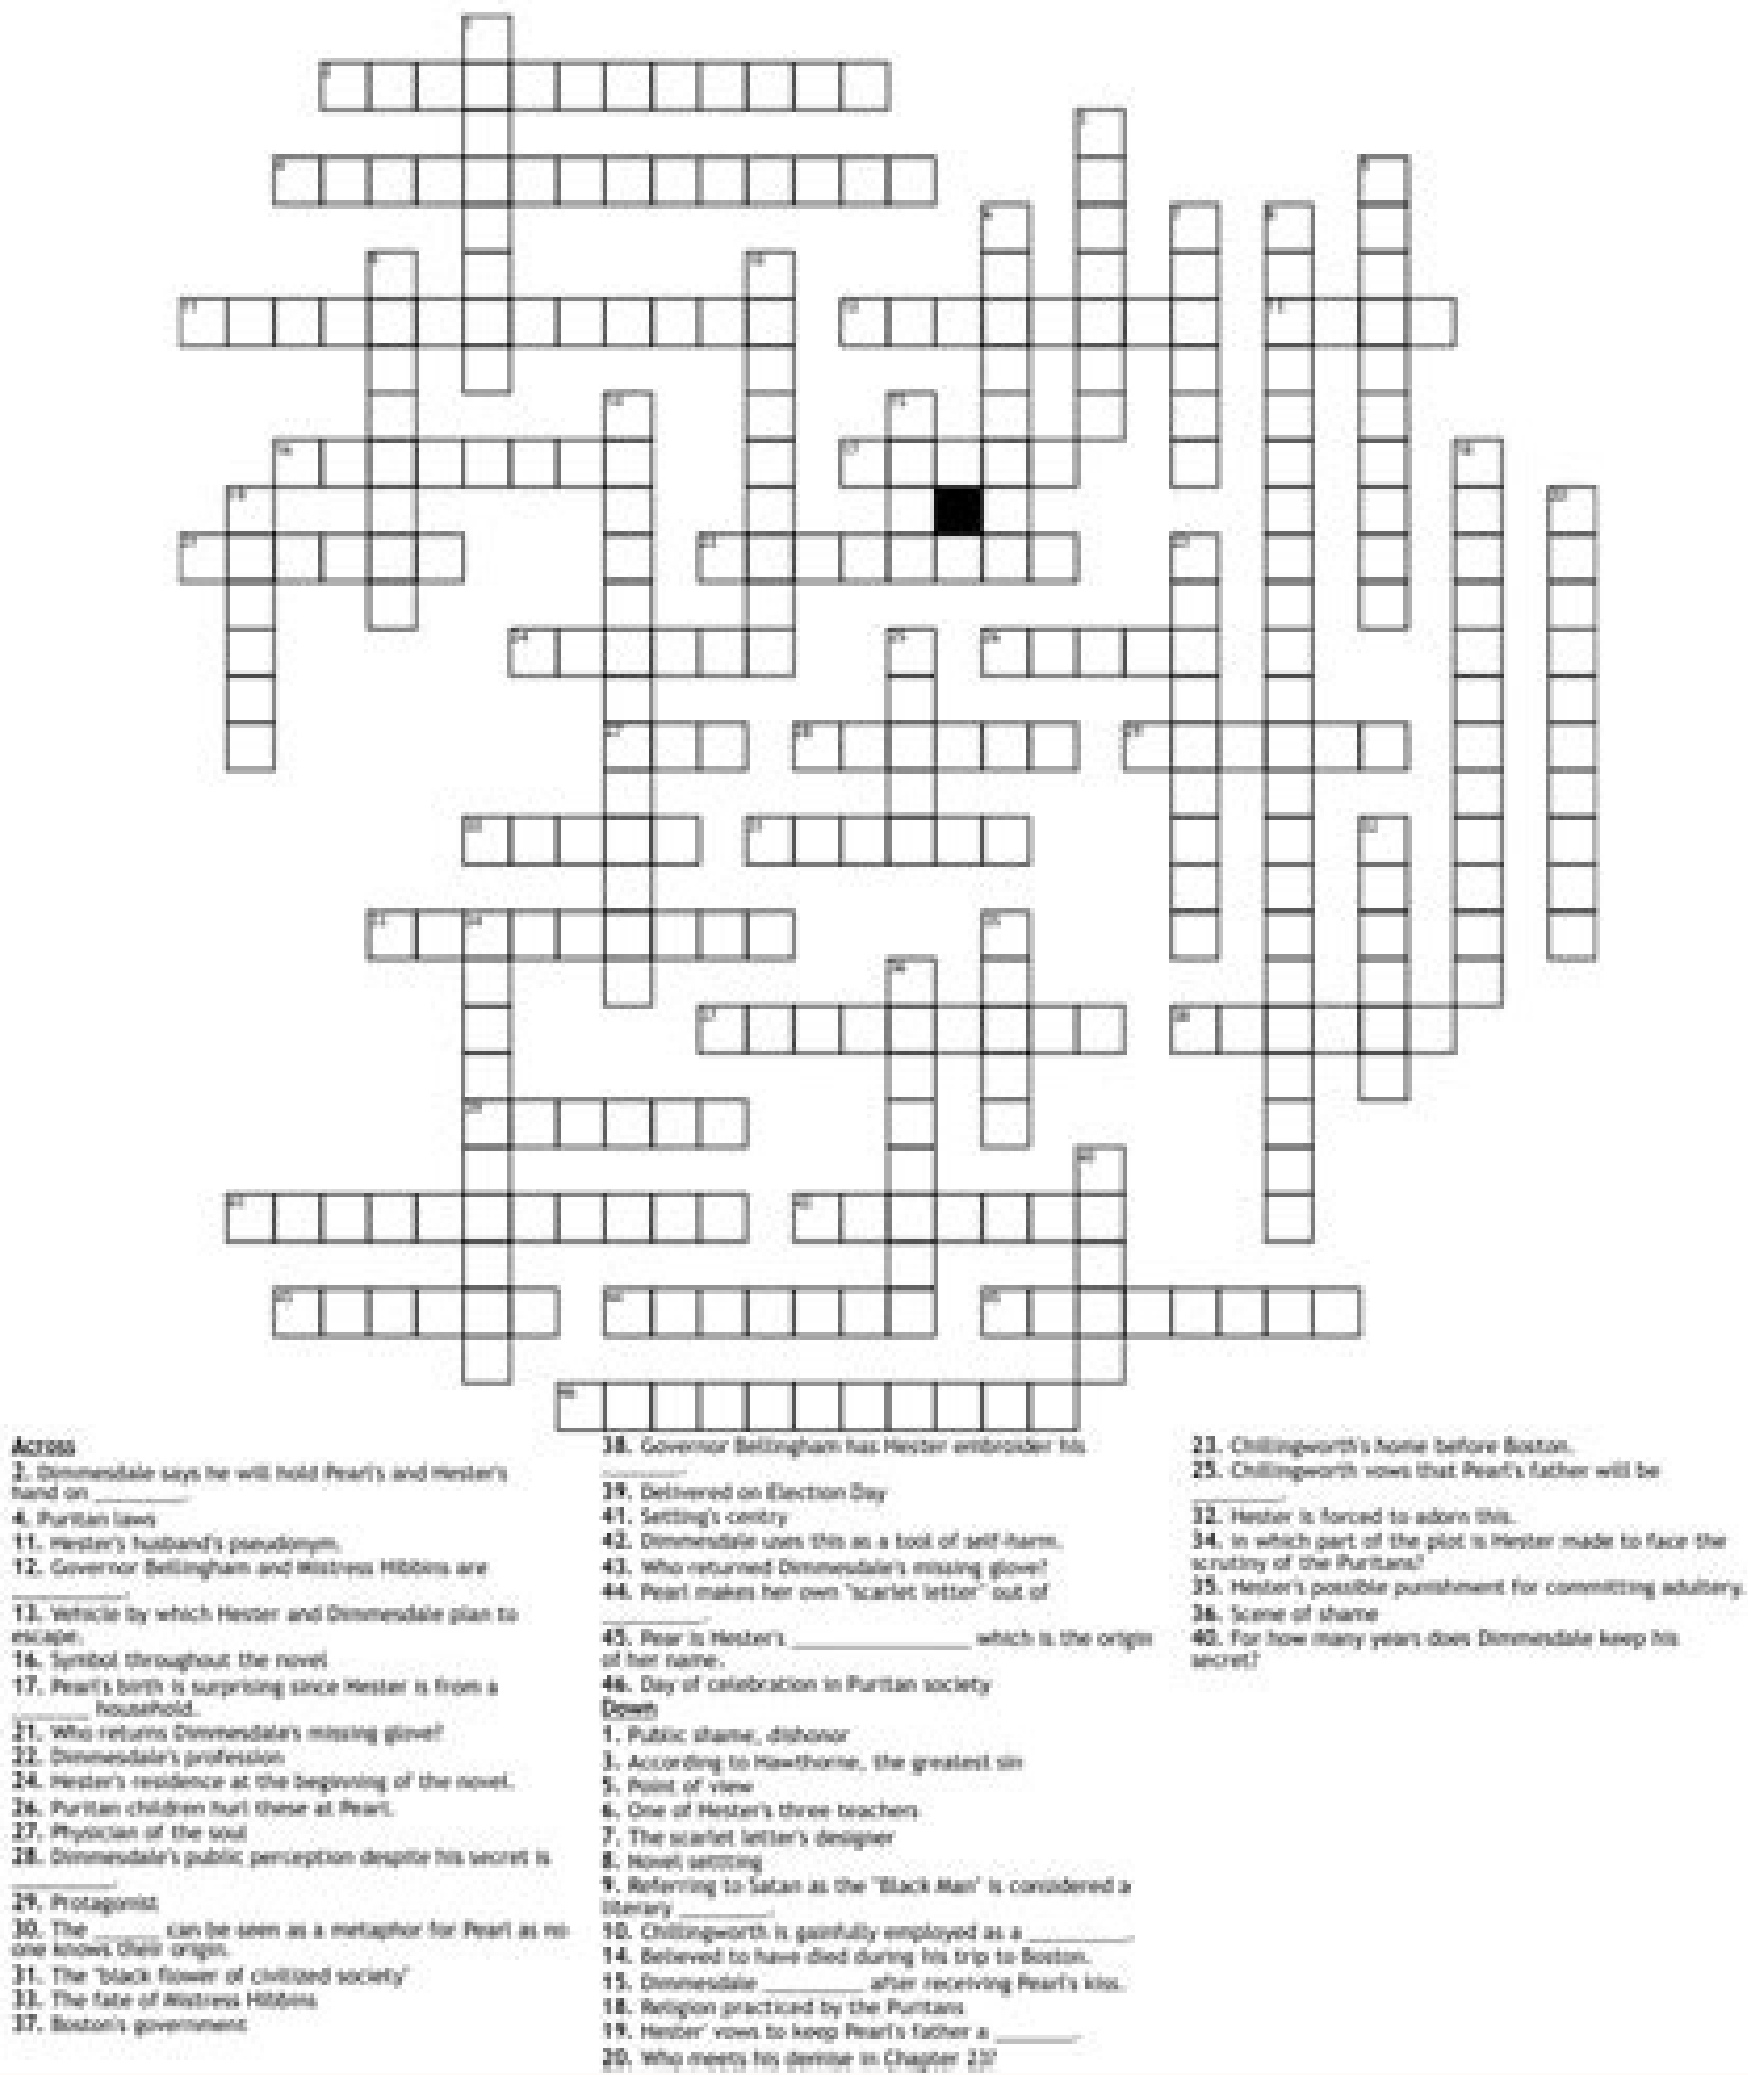 Across
2. Dimmesdale says he will hold Pearl's and Hester's
hand on ________.
4. Puritan laws
11. Hester's husband's pseudonym.
12. Governor Bellingham and Mistress Hibbins are
__________.
13. Vehicle by which Hester and Dimmesdale plan to
escape.
16. Symbol throughout the novel
17. Pearl's birth is surprising since Hester is from a
_______ household.
21. Who returns Dimmesdale's missing glove?
22. Dimmesdale's profession
24. Hester's residence at the beginning of the novel.
26. Puritan children hurl these at Pearl.
27. Physician of the soul
28. Dimmesdale's public perception despite his secret is
_________.
29. Protagonist
30. The ______ can be seen as a metaphor for Pearl as no
one knows their origin.
31. The "black flower of civilized society"
33. The fate of Mistress Hibbins
37. Boston's government
38. Governor Bellingham has Hester embroider his
_______.
39. Delivered on Election Day
41. Setting's centry
42. Dimmesdale uses this as a tool of self-harm.
43. Who returned Dimmesdale's missing glove?
44. Pearl makes her own "scarlet letter" out of
_________.
45. Pear is Hester's ________________ which is the origin
of her name.
46. Day of celebration in Puritan society
Down
1. Public shame, dishonor
3. According to Hawthorne, the greatest sin
5. Point of view
6. One of Hester's three teachers
7. The scarlet letter's designer
8. Novel settting
9. Referring to Satan as the "Black Man" is considered a
literary ________.
10. Chillingworth is gainfully employed as a _________.
14. Believed to have died during his trip to Boston.
15. Dimmesdale _________ after receiving Pearl's kiss.
18. Religion practiced by the Puritans
19. Hester' vows to keep Pearl's father a ________.
20. Who meets his demise in Chapter 23?
23. Chillingworth's home before Boston.
25. Chillingworth vows that Pearl's father will be
________.
32. Hester is forced to adorn this.
34. In which part of the plot is Hester made to face the
scrutiny of the Puritans?
35. Hester's possible punishment for committing adultery.
36. Scene of shame
40. For how many years does Dimmesdale keep his
secret?